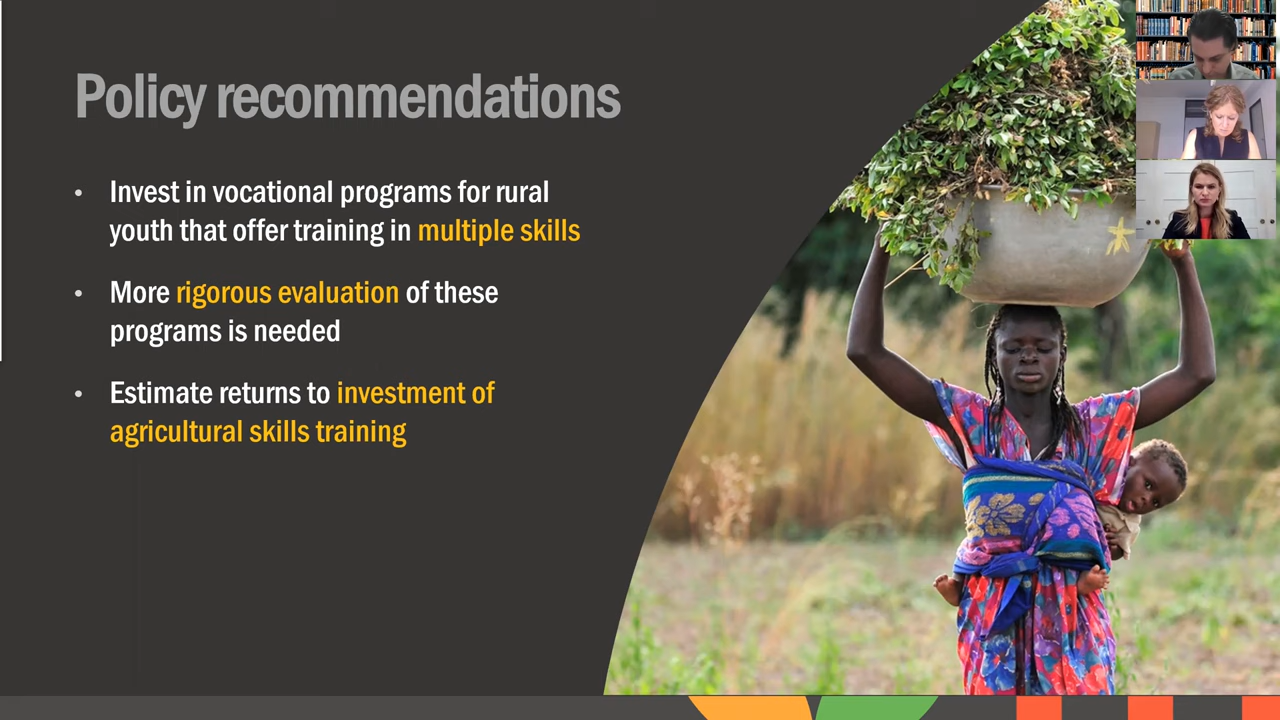 Policy recommendations
• Invest in vocational programs for rural
youth that offer training in multiple skills
• More rigorous evaluation of these
programs is needed
• Estimate returns to investment of
agricultural skills training